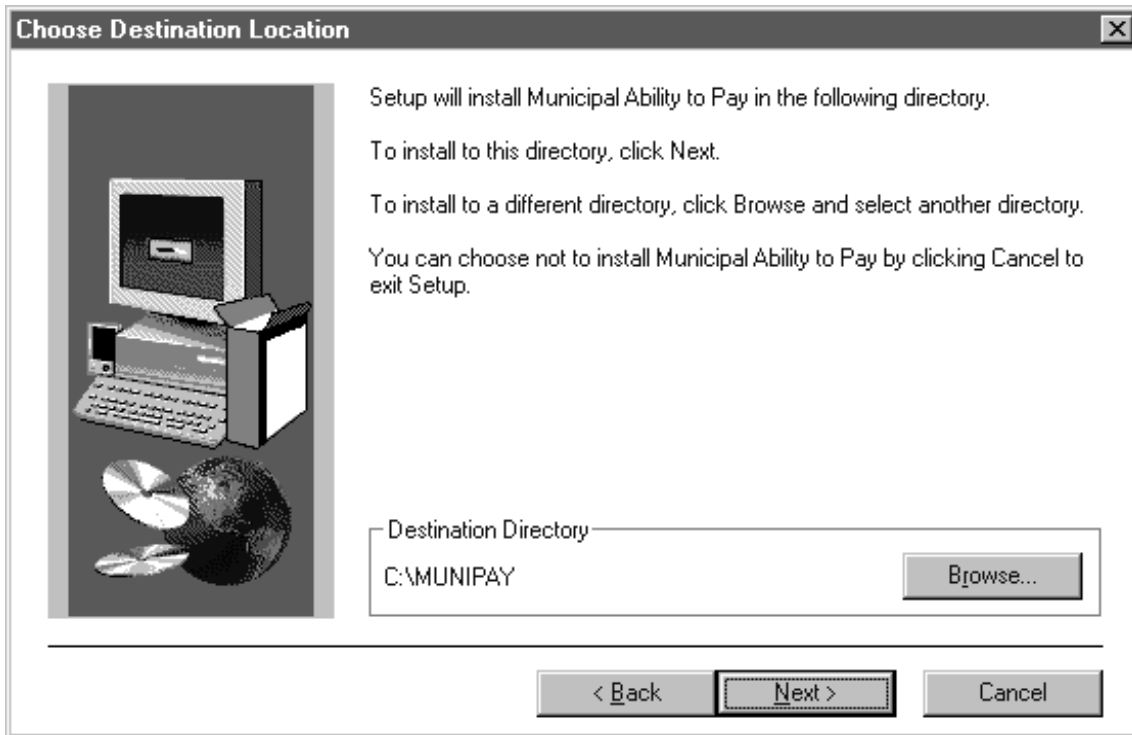 Choose Destination Location
Setup will install Municipal Ability to Pay in the following directory.
To install to this directory, click Next.
To install to a different directory, click Browse and select another directory.
You can choose not to install Municipal Ability to Pay by clicking Cancel to
exit Setup.
Destination Directory
C:\MUNIPAY
Browse...
< Back
Next >
Cancel